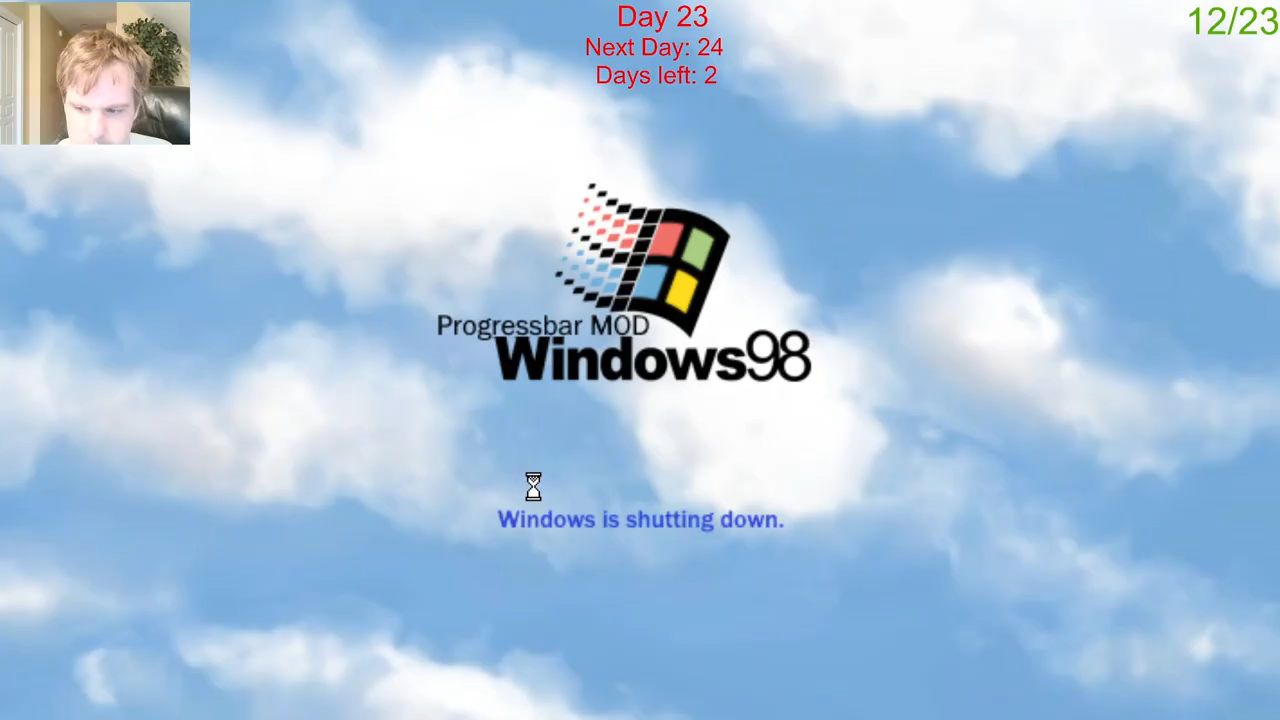 Day 23
Next Day: 24
Days left: 2
12/23
Progressbar MOD
Windows98
Windows is shutting down.